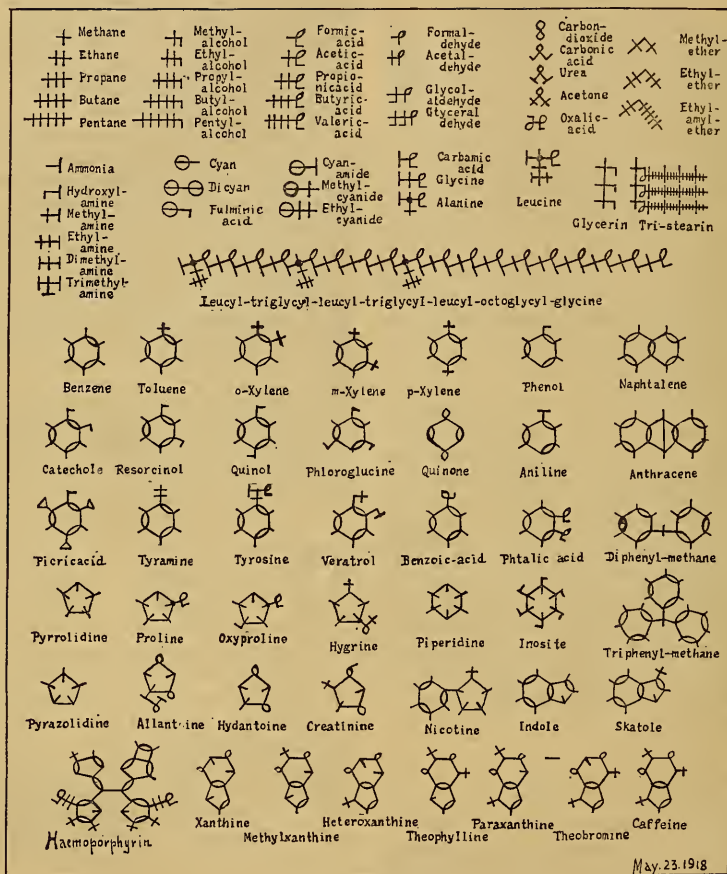 Methane
Ethane
Propane
Butane
Pentane
Methyl-
alcohol
Ethyl-
alcohol
Propyl-
alcohol
Butyl-
alcohol
Pentyl-
alcohol
Formic-
acid
Acetic-
acid
Propio-
nicacid
Butyric-
acid
Valeric-
acid
Formal-
dehyde
Acetal-
dehyde
Glycol-
aldehyde
Glyceral
dehyde
Carbon-
dioxide
Carbonic
acid
Urea
Acetone
Oxalic-
acid
Methyl-
ether
Ethyl-
ether
Ethyl-
amyl-
ether
Ammonia
Hydroxyl-
amine
Methyl-
amine
Ethyl-
amine
Dimethyl-
amine
Trimethyl-
amine
Cyan
Dicyan
Fulminic
acid
Cyan-
amide
Methyl-
cyanide
Ethyl-
cyanide
Carbamic
acid
Glycine
Alanine
Leucine
Glycerin Tri-stearin
Leucyl-triglycyl-leucyl-triglycyl-leucyl-octoglycyl-glycine
Benzene Toluene o-Xylene m-Xylene p-Xylene Phenol Naphtalene
Catechole Resorcinol Quinol Phloroglucine Quinone Aniline Anthracene
Picricacid Tyramine Tyrosine Veratrol Benzoic-acid Phtalic acid Diphenyl-methane
Pyrrolidine Proline Oxyproline Hygrine Piperidine Inosite Triphenyl-methane
Pyrazolidine Allantoine Hydantoine Creatinine Nicotine Indole Skatole
Haemoporphyrin Xanthine Methylxanthine Heteroxanthine Theophylline Paraxanthine Theobromine Caffeine
May.23.1918